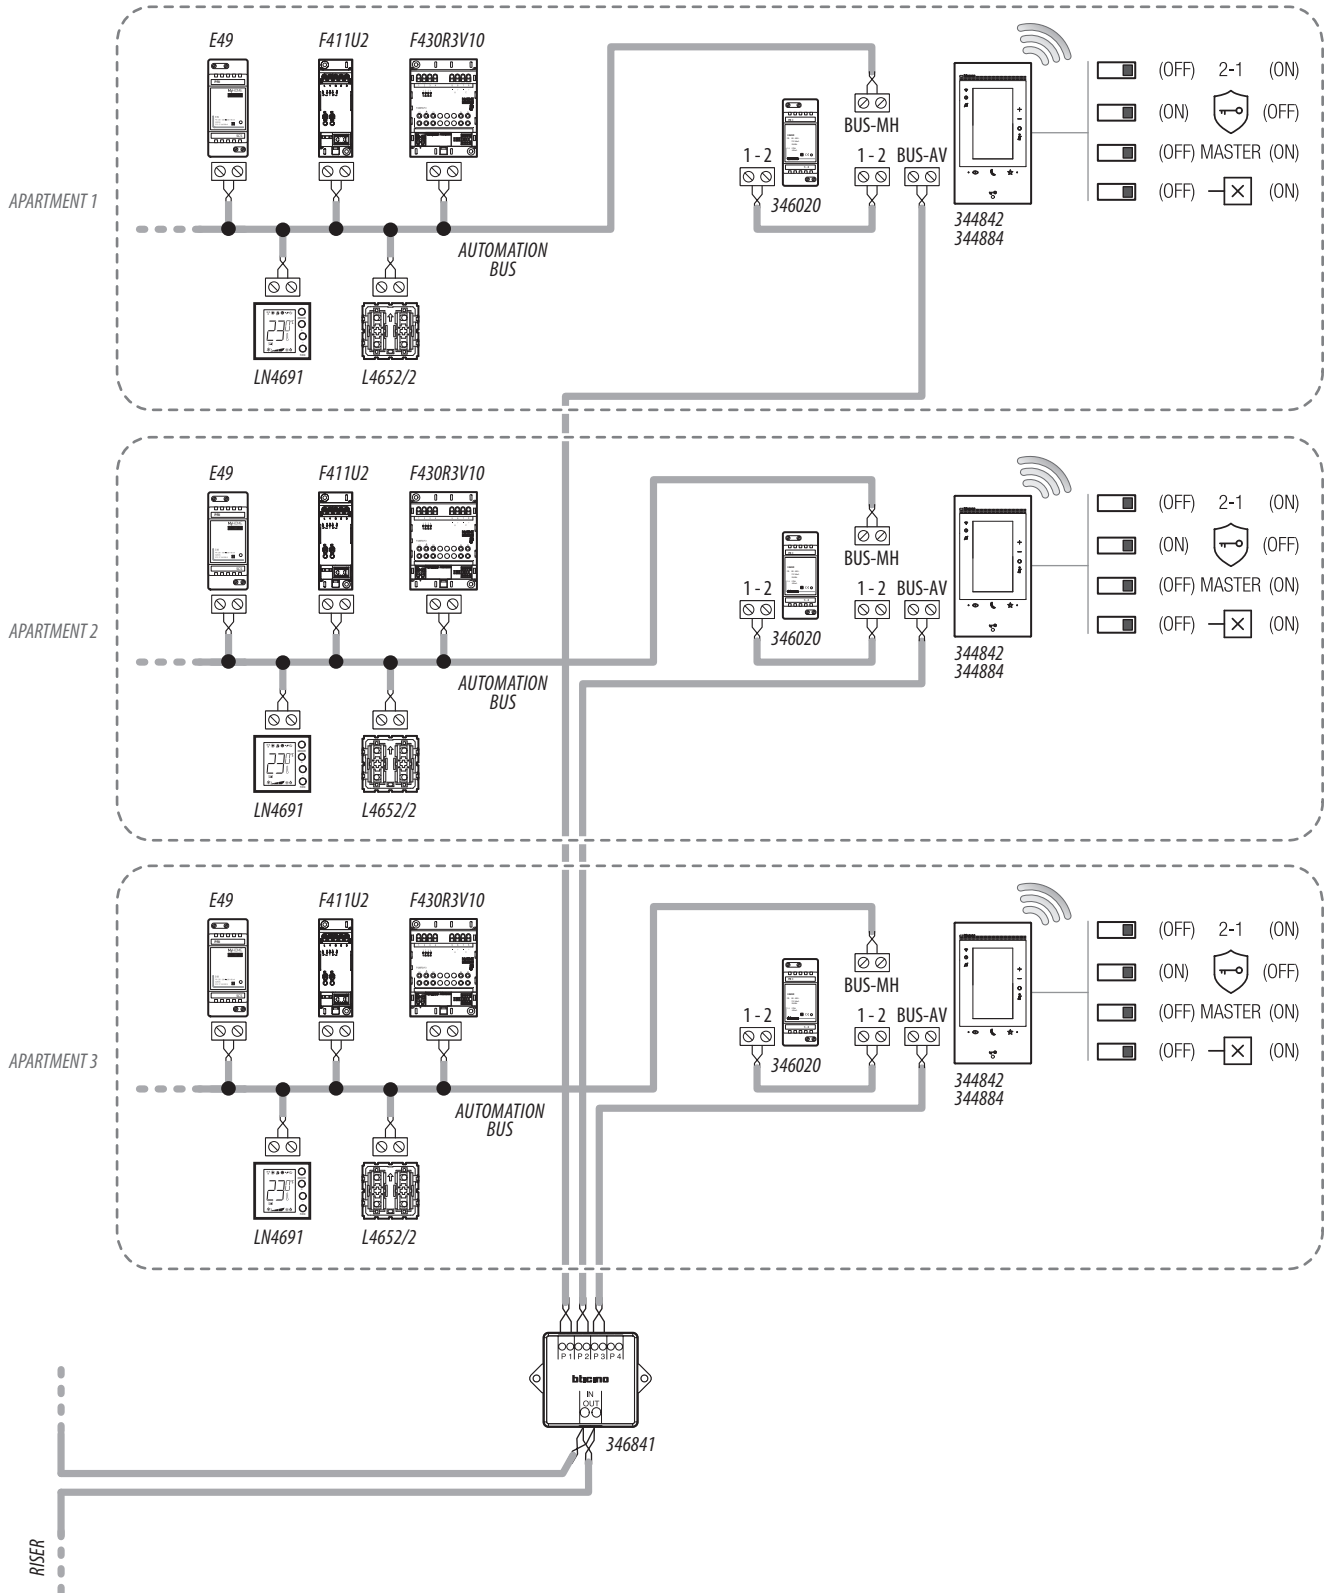 E49
F411U2
F430R3V10
BUS-MH
1 - 2
1 - 2
BUS-AV
346020
344842
344884
(OFF) 2-1 (ON)
(ON) (OFF)
(OFF) MASTER (ON)
(OFF) (ON)
APARTMENT 1
AUTOMATION
BUS
LN4691
L4652/2
E49
F411U2
F430R3V10
BUS-MH
1 - 2
1 - 2
BUS-AV
346020
344842
344884
(OFF) 2-1 (ON)
(ON) (OFF)
(OFF) MASTER (ON)
(OFF) (ON)
APARTMENT 2
AUTOMATION
BUS
LN4691
L4652/2
E49
F411U2
F430R3V10
BUS-MH
1 - 2
1 - 2
BUS-AV
346020
344842
344884
(OFF) 2-1 (ON)
(ON) (OFF)
(OFF) MASTER (ON)
(OFF) (ON)
APARTMENT 3
AUTOMATION
BUS
LN4691
L4652/2
P1 P2 P3 P4
bticino
IN
OUT
346841
RISER